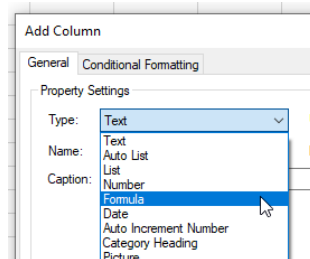 Add Column
General Conditional Formatting
Property Settings
Type: Text
Text
Name: Auto List
List
Caption: Number
Formula
Date
Auto Increment Number
Category Heading
Picture